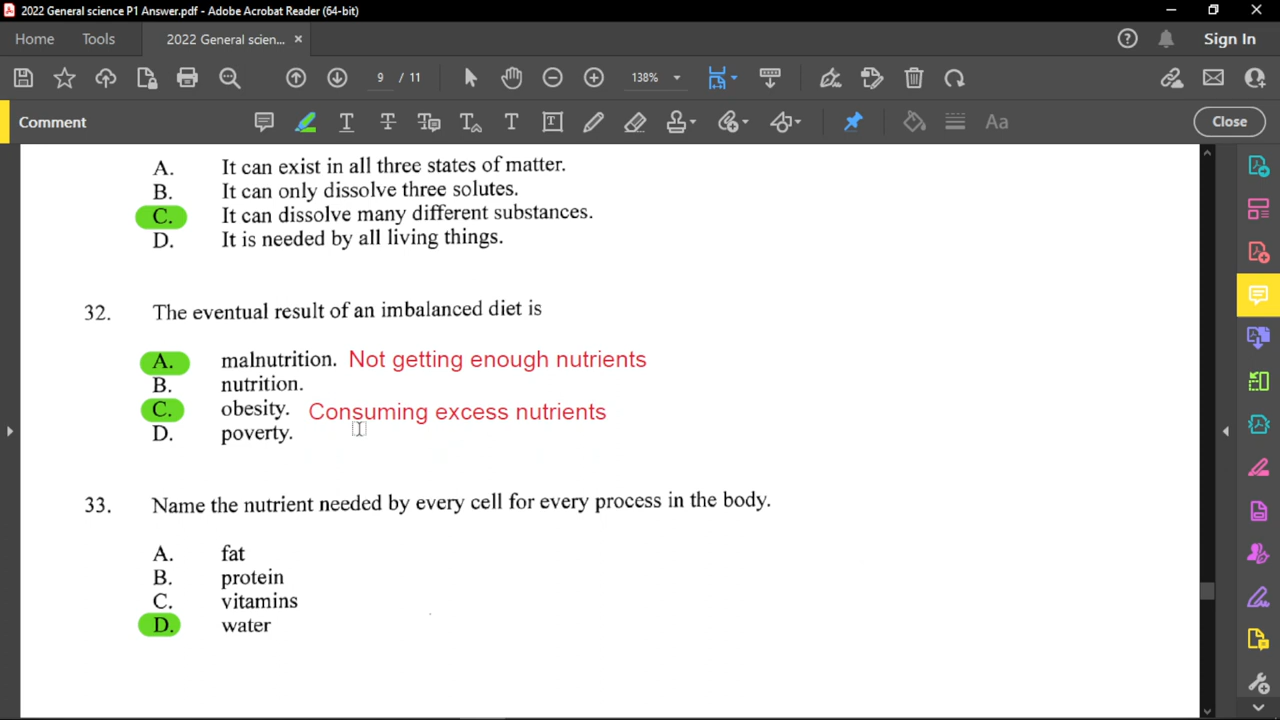 2022 General science P1 Answer.pdf - Adobe Acrobat Reader (64-bit)
Home Tools 2022 General scien... × Sign In
9 / 11 138%
Comment Close
A. It can exist in all three states of matter.
B. It can only dissolve three solutes.
C. It can dissolve many different substances.
D. It is needed by all living things.
32. The eventual result of an imbalanced diet is
A. malnutrition. Not getting enough nutrients
B. nutrition.
C. obesity. Consuming excess nutrients
D. poverty.
33. Name the nutrient needed by every cell for every process in the body.
A. fat
B. protein
C. vitamins
D. water